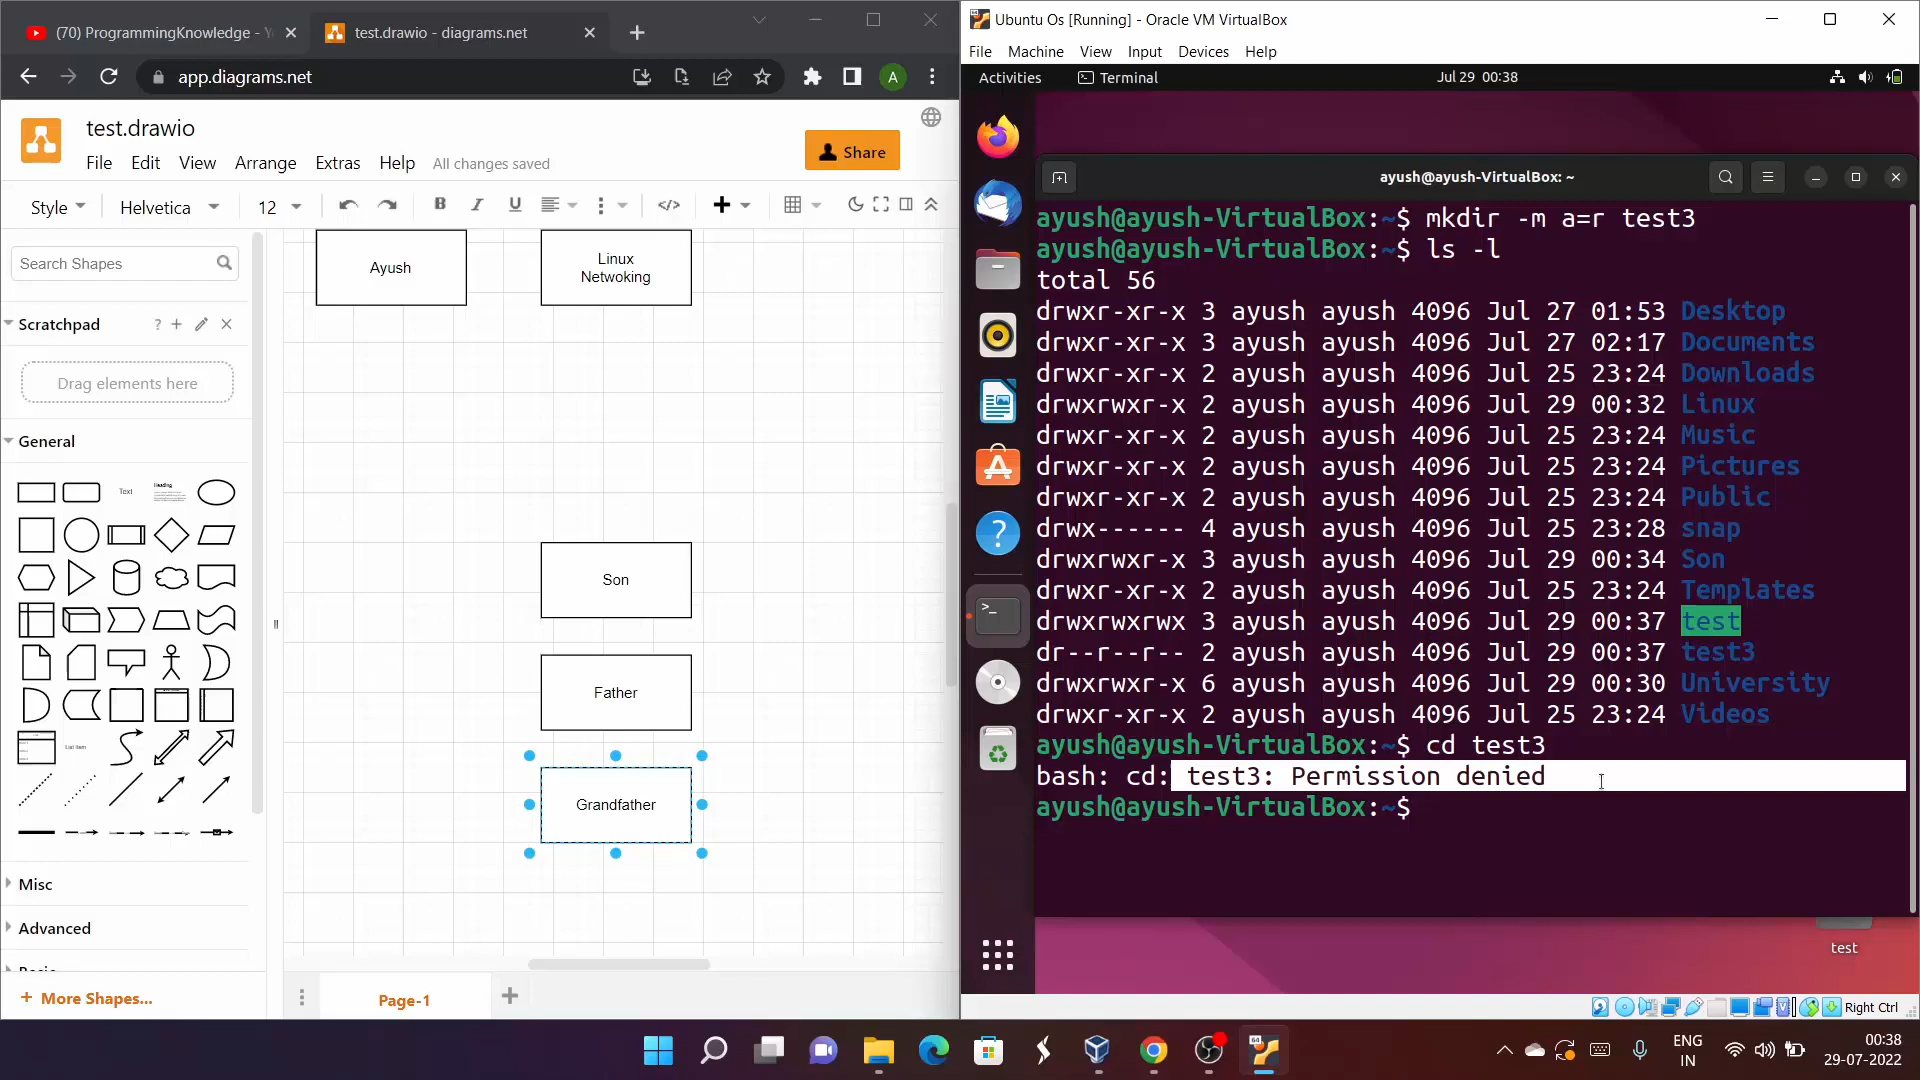 (70) ProgrammingKnowledge - Y
test.drawio - diagrams.net
app.diagrams.net
A
test.drawio
File Edit View Arrange Extras Help All changes saved
Share
Style Helvetica 12 B I U
Search Shapes
Scratchpad
Drag elements here
General
Text
Heading
List Item
Misc
Advanced
Basic
+ More Shapes...
Ayush
Linux
Netwoking
Son
Father
Grandfather
Page-1
Ubuntu Os [Running] - Oracle VM VirtualBox
File Machine View Input Devices Help
Activities Terminal Jul 29 00:38
ayush@ayush-VirtualBox: ~
ayush@ayush-VirtualBox:~$ mkdir -m a=r test3
ayush@ayush-VirtualBox:~$ ls -l
total 56
drwxr-xr-x 3 ayush ayush 4096 Jul 27 01:53 Desktop
drwxr-xr-x 3 ayush ayush 4096 Jul 27 02:17 Documents
drwxr-xr-x 2 ayush ayush 4096 Jul 25 23:24 Downloads
drwxrwxr-x 2 ayush ayush 4096 Jul 29 00:32 Linux
drwxr-xr-x 2 ayush ayush 4096 Jul 25 23:24 Music
drwxr-xr-x 2 ayush ayush 4096 Jul 25 23:24 Pictures
drwxr-xr-x 2 ayush ayush 4096 Jul 25 23:24 Public
drwx------ 4 ayush ayush 4096 Jul 25 23:28 snap
drwxrwxr-x 3 ayush ayush 4096 Jul 29 00:34 Son
drwxr-xr-x 2 ayush ayush 4096 Jul 25 23:24 Templates
drwxrwxrwx 3 ayush ayush 4096 Jul 29 00:37 test
dr--r--r-- 2 ayush ayush 4096 Jul 29 00:37 test3
drwxrwxr-x 6 ayush ayush 4096 Jul 29 00:30 University
drwxr-xr-x 2 ayush ayush 4096 Jul 25 23:24 Videos
ayush@ayush-VirtualBox:~$ cd test3
bash: cd: test3: Permission denied
ayush@ayush-VirtualBox:~$
test
Right Ctrl
ENG
IN
00:38
29-07-2022